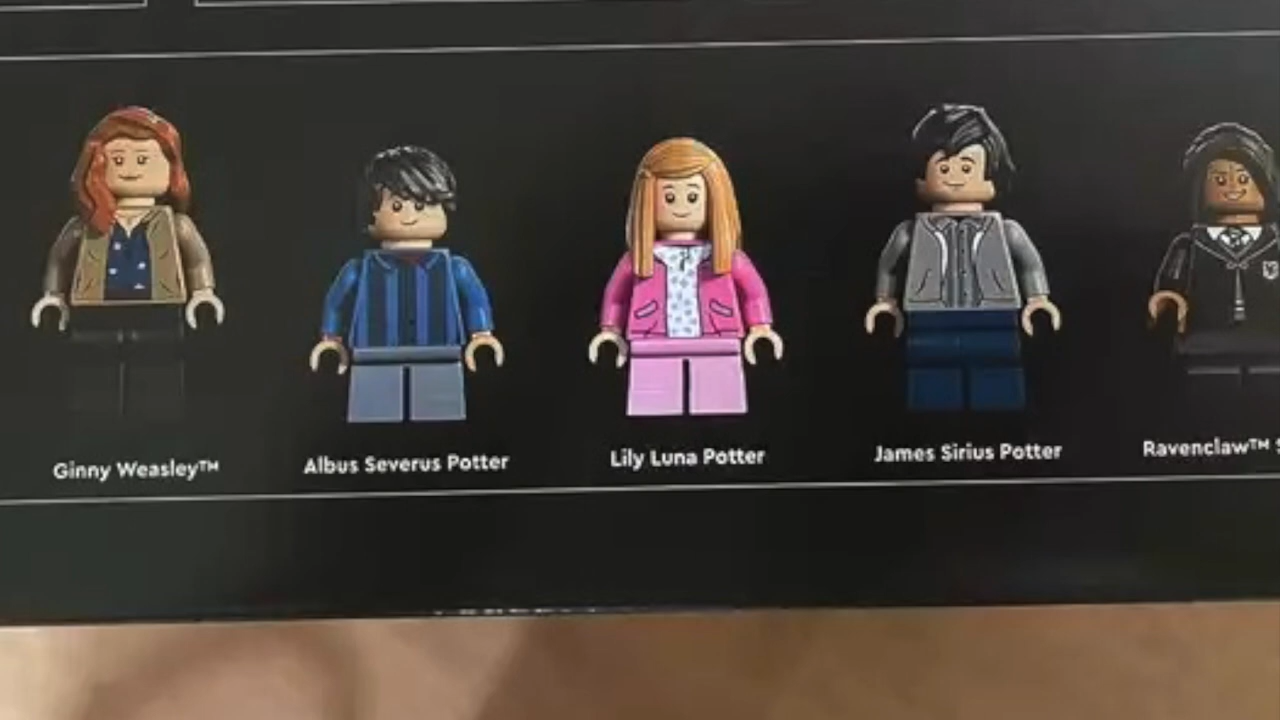 Ginny Weasley™
Albus Severus Potter
Lily Luna Potter
James Sirius Potter
Ravenclaw™